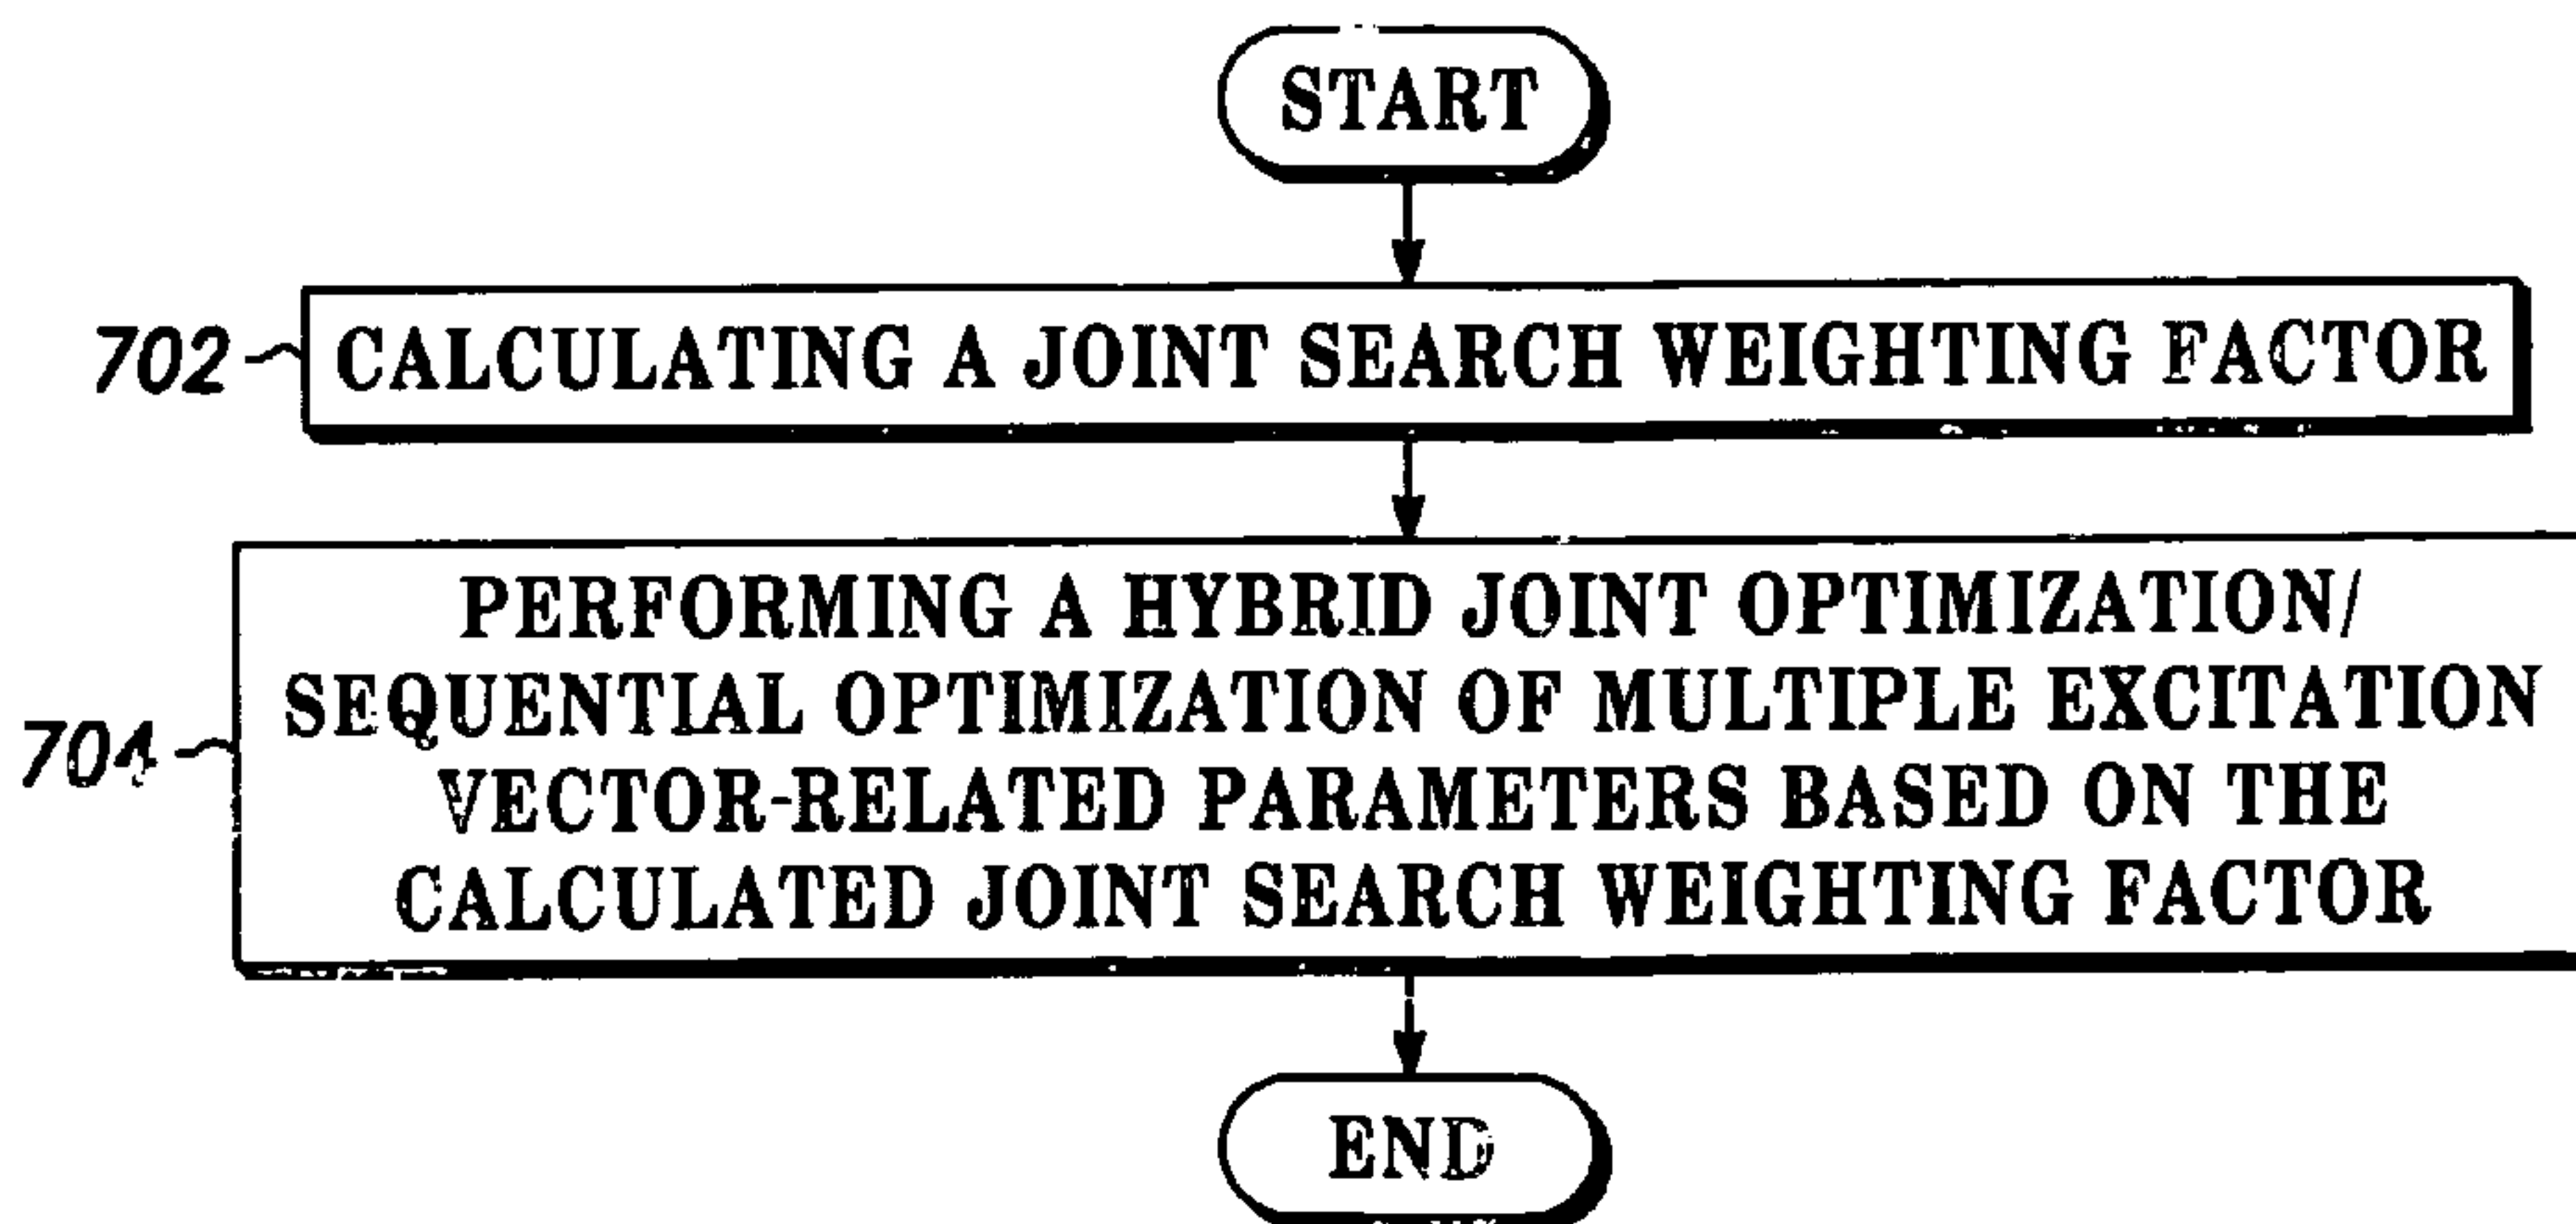 START
702 CALCULATING A JOINT SEARCH WEIGHTING FACTOR
PERFORMING A HYBRID JOINT OPTIMIZATION/
704 SEQUENTIAL OPTIMIZATION OF MULTIPLE EXCITATION
VECTOR-RELATED PARAMETERS BASED ON THE
CALCULATED JOINT SEARCH WEIGHTING FACTOR
END